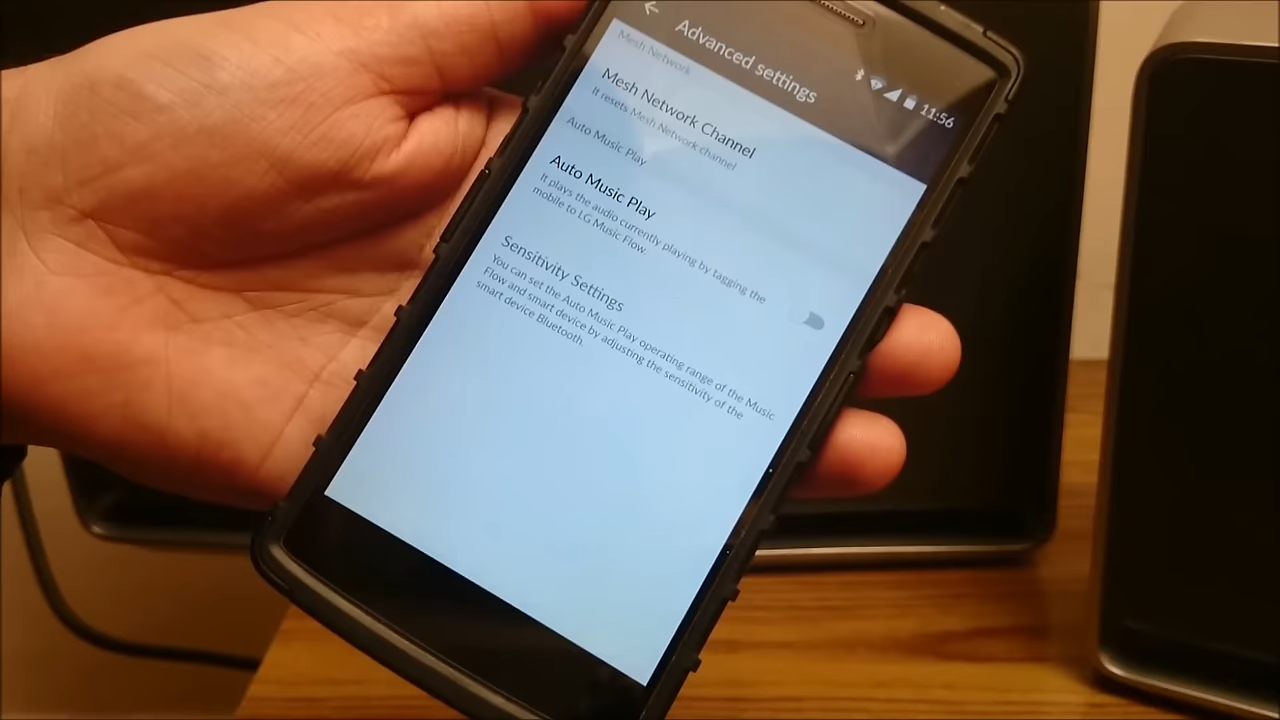 Advanced settings
11:56
Mesh Network
Mesh Network Channel
It resets Mesh Network channel
Auto Music Play
Auto Music Play
It plays the audio currently playing by tagging the
mobile to LG Music Flow.
Sensitivity Settings
You can set the Auto Music Play operating range of the Music
Flow and smart device by adjusting the sensitivity of the
smart device Bluetooth.